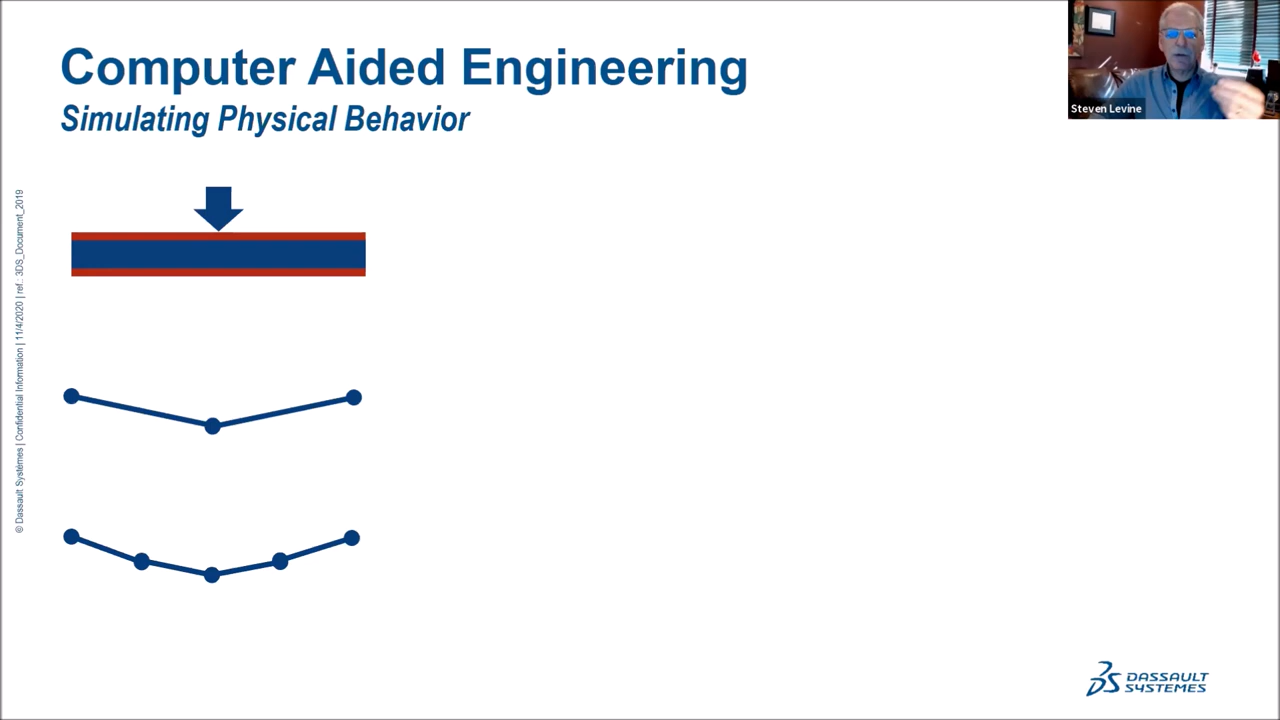 Computer Aided Engineering
Simulating Physical Behavior
Steven Levine
© Dassault Systèmes | Confidential Information | 11/4/2020 | ref.: 3DS_Document_2019
DASSAULT
SYSTEMES